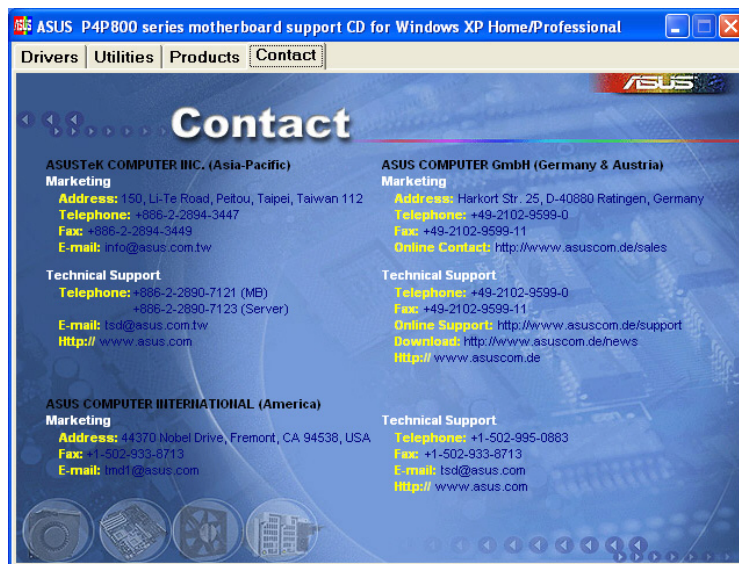 ASUS P4P800 series motherboard support CD for Windows XP Home/Professional
Drivers Utilities Products Contact
ASUS
Contact
ASUSTeK COMPUTER INC. (Asia-Pacific)
Marketing
Address: 150, Li-Te Road, Peitou, Taipei, Taiwan 112
Telephone: +886-2-2894-3447
Fax: +886-2-2894-3449
E-mail: info@asus.com.tw
Technical Support
Telephone: +886-2-2890-7121 (MB)
+886-2-2890-7123 (Server)
E-mail: tsd@asus.com.tw
Http:// www.asus.com
ASUS COMPUTER INTERNATIONAL (America)
Marketing
Address: 44370 Nobel Drive, Fremont, CA 94538, USA
Fax: +1-502-933-8713
E-mail: tmd1@asus.com
ASUS COMPUTER GmbH (Germany & Austria)
Marketing
Address: Harkort Str. 25, D-40880 Ratingen, Germany
Telephone: +49-2102-9599-0
Fax: +49-2102-9599-11
Online Contact: http://www.asuscom.de/sales
Technical Support
Telephone: +49-2102-9599-0
Fax: +49-2102-9599-11
Online Support: http://www.asuscom.de/support
Download: http://www.asuscom.de/news
Http:// www.asuscom.de
Technical Support
Telephone: +1-502-995-0883
Fax: +1-502-933-8713
E-mail: tsd@asus.com
Http:// www.asus.com